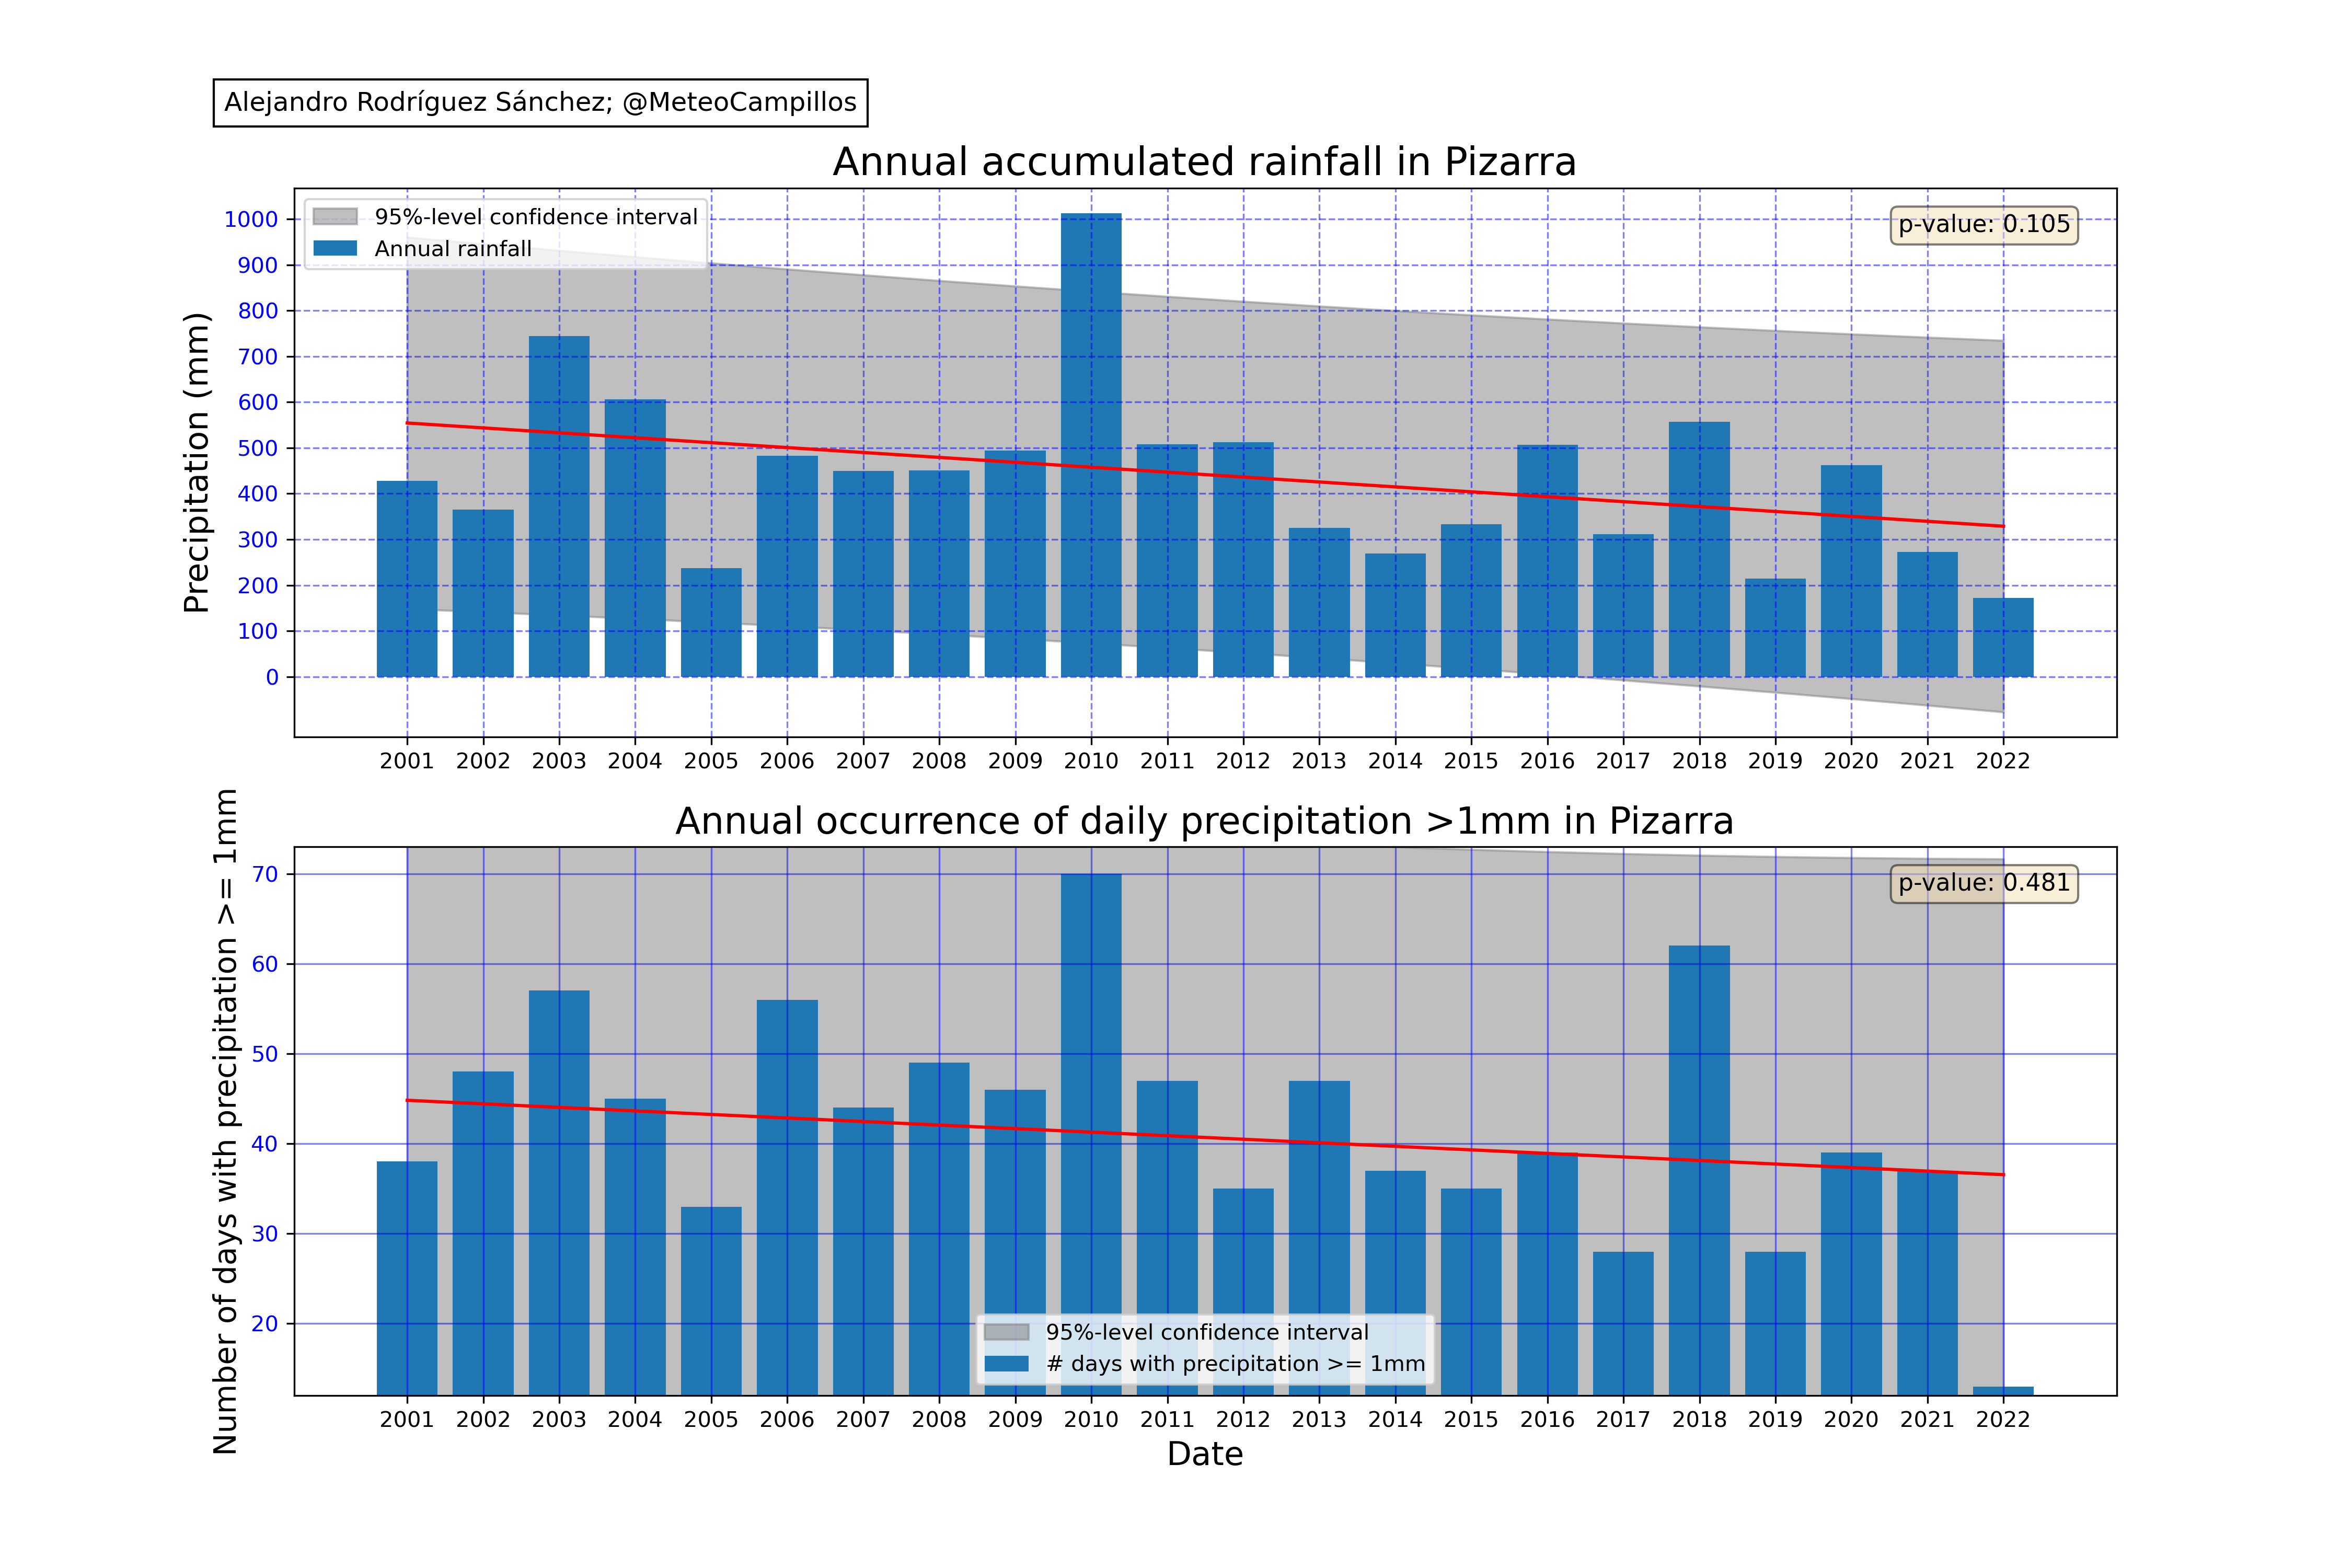 Alejandro Rodríguez Sánchez; @MeteoCampillos
Annual accumulated rainfall in Pizarra
95%-level confidence interval
Annual rainfall
p-value: 0.105
Precipitation (mm)
1000
900
800
700
600
500
400
300
200
100
0
2001 2002 2003 2004 2005 2006 2007 2008 2009 2010 2011 2012 2013 2014 2015 2016 2017 2018 2019 2020 2021 2022
Annual occurrence of daily precipitation >1mm in Pizarra
p-value: 0.481
Number of days with precipitation >= 1mm
70
60
50
40
30
20
95%-level confidence interval
# days with precipitation >= 1mm
2001 2002 2003 2004 2005 2006 2007 2008 2009 2010 2011 2012 2013 2014 2015 2016 2017 2018 2019 2020 2021 2022
Date